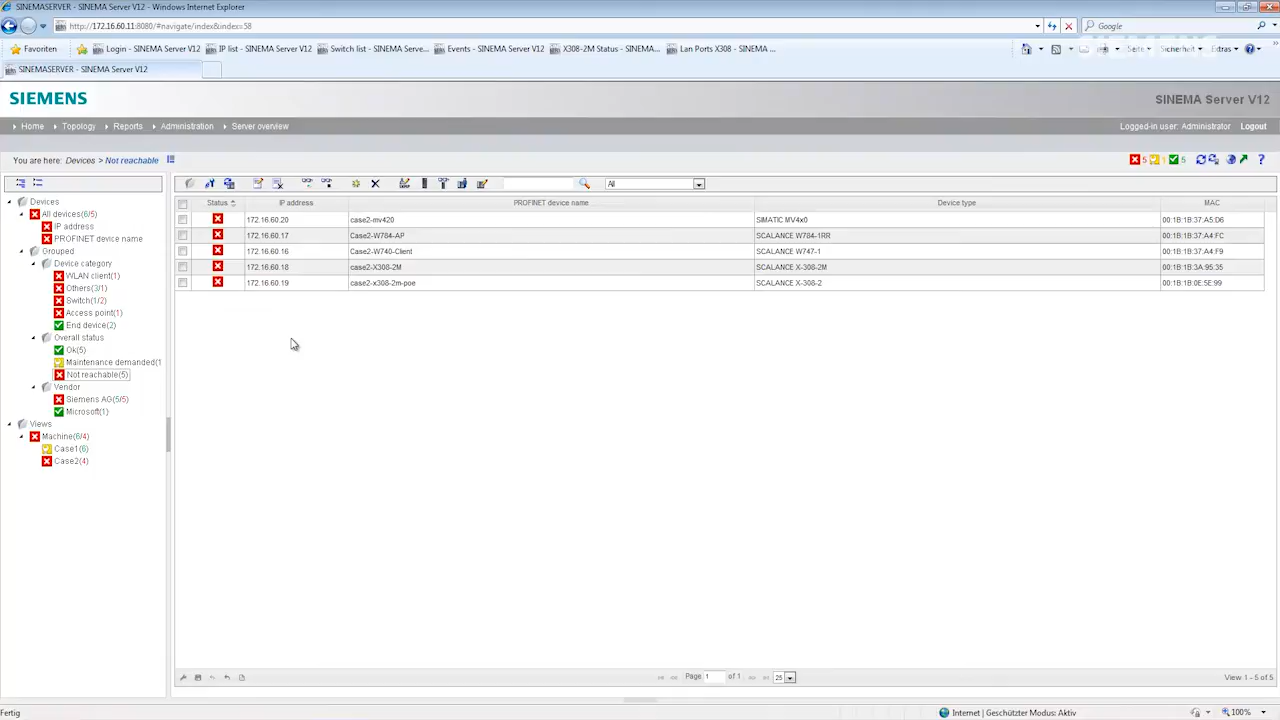 SINEMASERVER - SINEMA Server V12 - Windows Internet Explorer
http://172.16.60.11:8080/#navigate/index&index=58
Google
Favoriten Login - SINEMA Server V12 IP list - SINEMA Server V12 Switch list - SINEMA Serve... Events - SINEMA Server V12 X308-2M Status - SINEMA... Lan Ports X308 - SINEMA ... Seite Sicherheit Extras
SIEMENS
SINEMASERVER - SINEMA Server V12
SIEMENS
SINEMA Server V12
Home Topology Reports Administration Server overview Logged-in user: Administrator Logout
You are here: Devices > Not reachable 5 1 5
All
Devices
All devices(6/5)
IP address
PROFINET device name
Grouped
Device category
WLAN client(1)
Others(3/1)
Switch(1/2)
Access point(1)
End device(2)
Overall status
Ok(5)
Maintenance demanded(1
Not reachable(5)
Vendor
Siemens AG(5/5)
Microsoft(1)
Views
Machine(6/4)
Case1(6)
Case2(4)
Status IP address PROFINET device name Device type MAC
172.16.60.20 case2-mv420 SIMATIC MV4x0 00:1B:1B:37:A5:D6
172.16.60.17 Case2-W784-AP SCALANCE W784-1RR 00:1B:1B:37:A4:FC
172.16.60.16 Case2-W740-Client SCALANCE W747-1 00:1B:1B:37:A4:F9
172.16.60.18 case2-X308-2M SCALANCE X-308-2M 00:1B:1B:3A:95:35
172.16.60.19 case2-x308-2m-poe SCALANCE X-308-2 00:1B:1B:0E:5E:99
Page 1 of 1 25 View 1 - 5 of 5
Fertig Internet | Geschützter Modus: Aktiv 100%